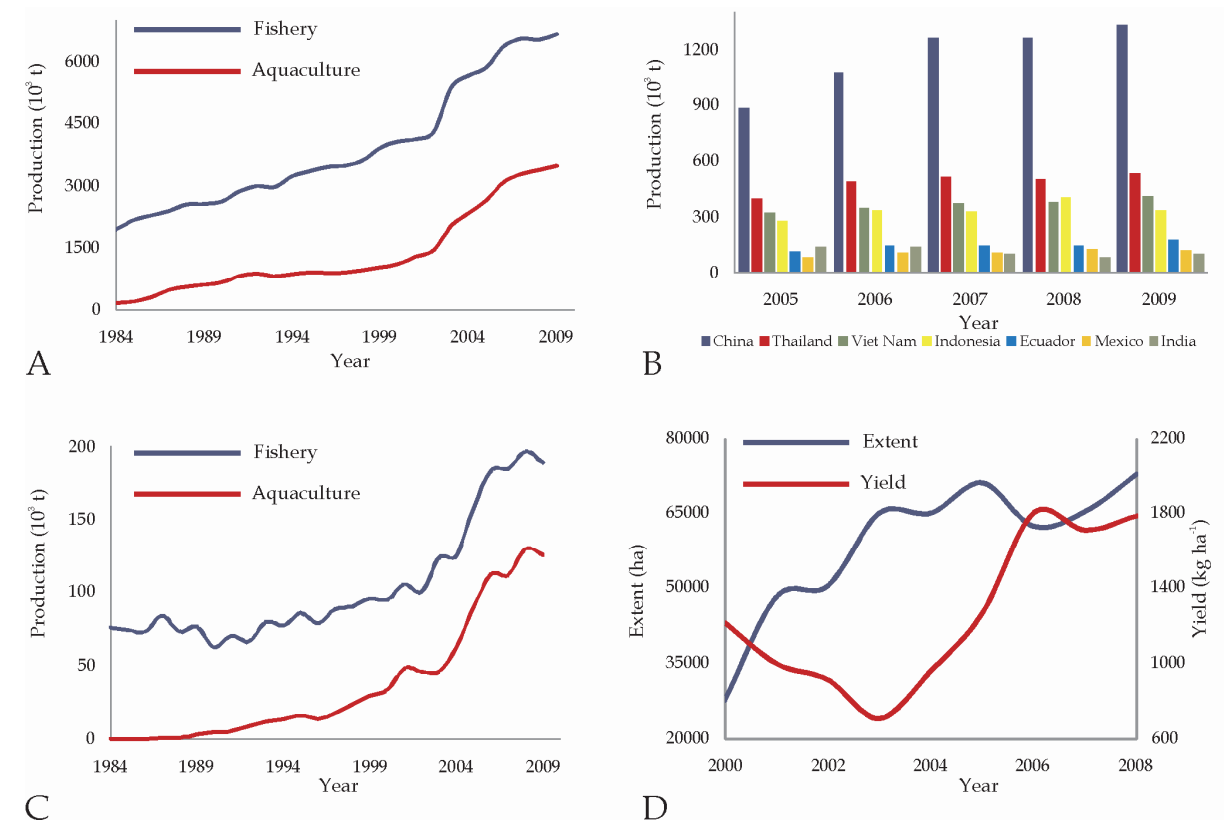 Fishery
Aquaculture
Production (10³ t)
6000
4500
3000
1500
0
1984 1989 1994 1999 2004 2009
Year
A
Production (10³ t)
1200
900
600
300
0
2005 2006 2007 2008 2009
Year
China Thailand Viet Nam Indonesia Ecuador Mexico India
B
Fishery
Aquaculture
Production (10³ t)
200
150
100
50
0
1984 1989 1994 1999 2004 2009
Year
C
Extent
Yield
Extent (ha)
80000
65000
50000
35000
20000
Yield (kg ha⁻¹)
2200
1800
1400
1000
600
2000 2002 2004 2006 2008
Year
D